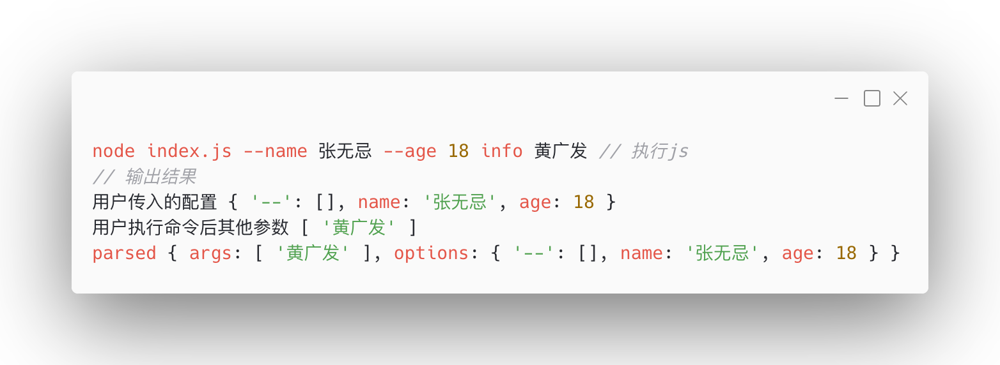 node index.js --name 张无忌 --age 18 info 黄广发 // 执行js
// 输出结果
用户传入的配置 { '--': [], name: '张无忌', age: 18 }
用户执行命令后其他参数 [ '黄广发' ]
parsed { args: [ '黄广发' ], options: { '--': [], name: '张无忌', age: 18 } }